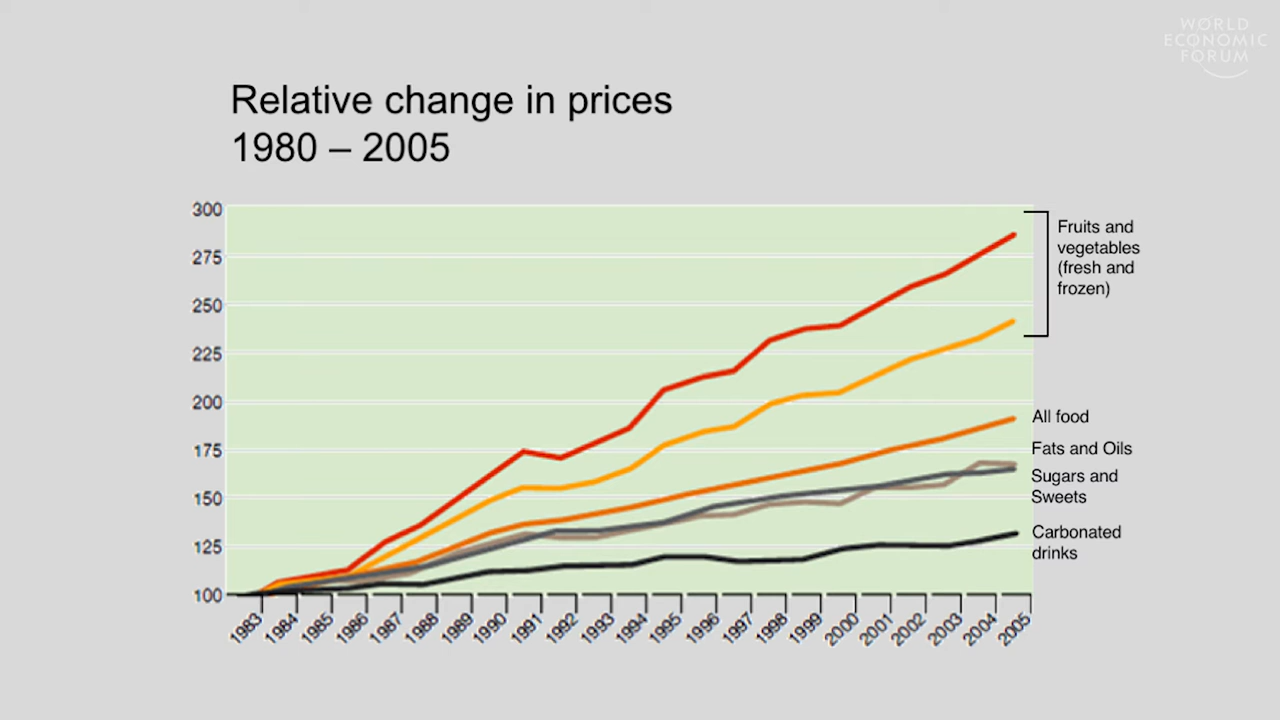 WORLD
ECONOMIC
FORUM
Relative change in prices
1980 – 2005
300
275
250
225
200
175
150
125
100
Fruits and
vegetables
(fresh and
frozen)
All food
Fats and Oils
Sugars and
Sweets
Carbonated
drinks
1983 1984 1985 1986 1987 1988 1989 1990 1991 1992 1993 1994 1995 1996 1997 1998 1999 2000 2001 2002 2003 2004 2005